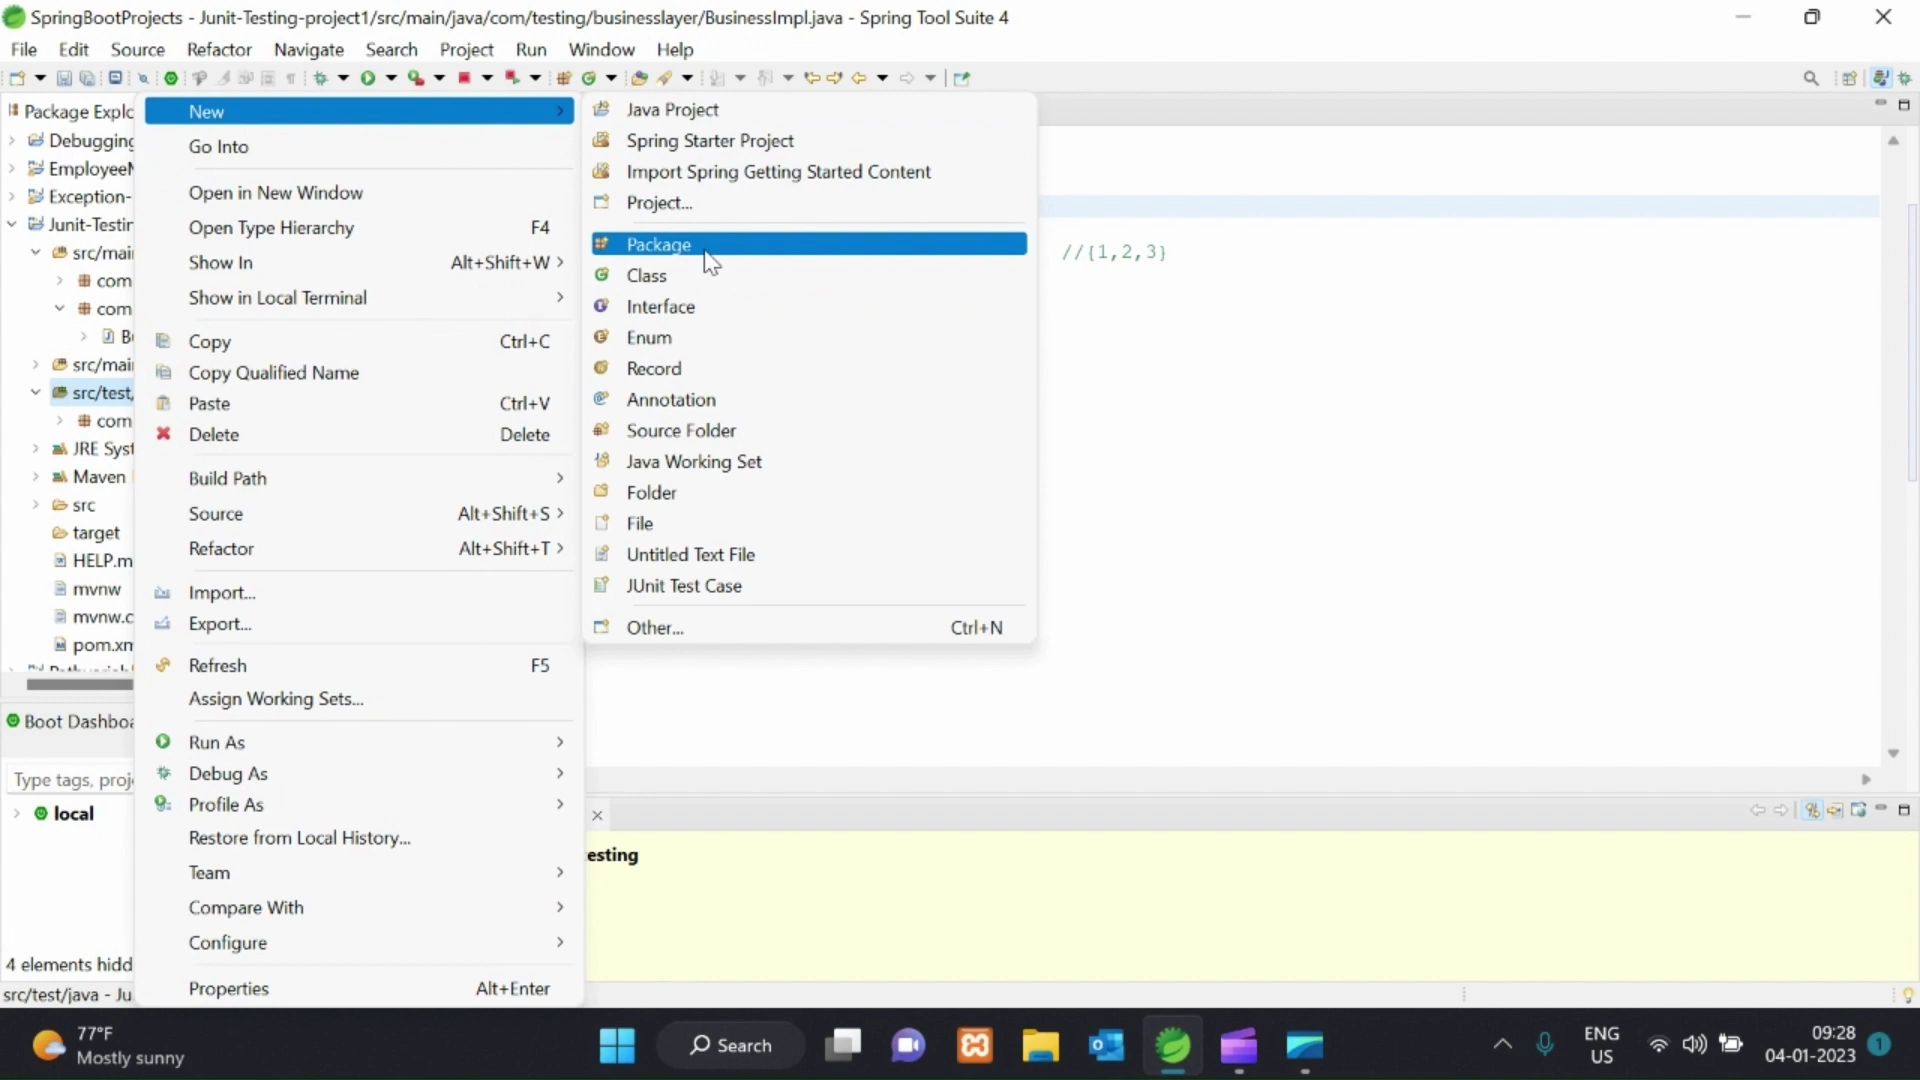 SpringBootProjects - Junit-Testing-project1/src/main/java/com/testing/businesslayer/BusinessImpl.java - Spring Tool Suite 4
File Edit Source Refactor Navigate Search Project Run Window Help
Package Explo
Debugging
EmployeeM
Exception-
Junit-Testin
src/mai
com
com
Bu
src/mai
src/test,
com
JRE Syst
Maven
src
target
HELP.m
mvnw
mvnw.c
pom.xm
Boot Dashboa
Type tags, proje
local
4 elements hidd
src/test/java - Ju
New
Go Into
Open in New Window
Open Type Hierarchy F4
Show In Alt+Shift+W
Show in Local Terminal
Copy Ctrl+C
Copy Qualified Name
Paste Ctrl+V
Delete Delete
Build Path
Source Alt+Shift+S
Refactor Alt+Shift+T
Import...
Export...
Refresh F5
Assign Working Sets...
Run As
Debug As
Profile As
Restore from Local History...
Team
Compare With
Configure
Properties Alt+Enter
Java Project
Spring Starter Project
Import Spring Getting Started Content
Project...
Package
Class
Interface
Enum
Record
Annotation
Source Folder
Java Working Set
Folder
File
Untitled Text File
JUnit Test Case
Other... Ctrl+N
//{1,2,3}
esting
77°F
Mostly sunny
Search
ENG
US
09:28
04-01-2023
1